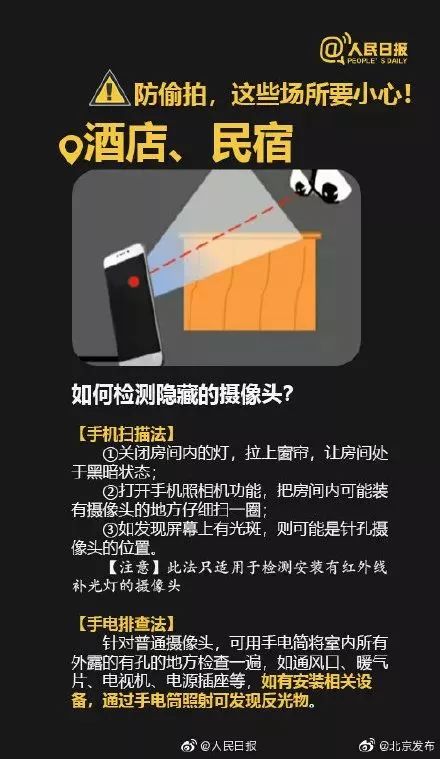 @人民日报
PEOPLE'S DAILY
防偷拍，这些场所要小心!
酒店、民宿
如何检测隐藏的摄像头?
【手机扫描法】
①关闭房间内的灯，拉上窗帘，让房间处
于黑暗状态；
②打开手机照相机功能，把房间内可能装
有摄像头的地方仔细扫一圈；
③如发现屏幕上有光斑，则可能是针孔摄
像头的位置。
【注意】此法只适用于检测安装有红外线
补光灯的摄像头
【手电排查法】
针对普通摄像头，可用手电筒将室内所有
外露的有孔的地方检查一遍，如通风口、暖气
片、电视机、电源插座等，如有安装相关设
备，通过手电筒照射可发现反光物。
@人民日报
@北京发布